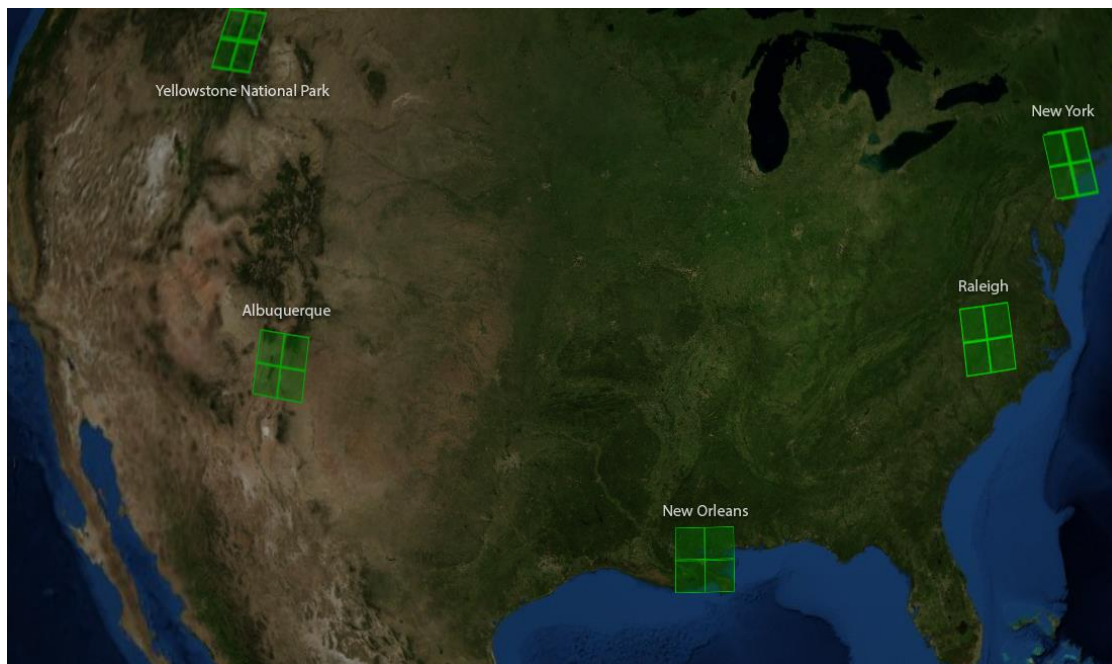 Yellowstone National Park
New York
Raleigh
Albuquerque
New Orleans